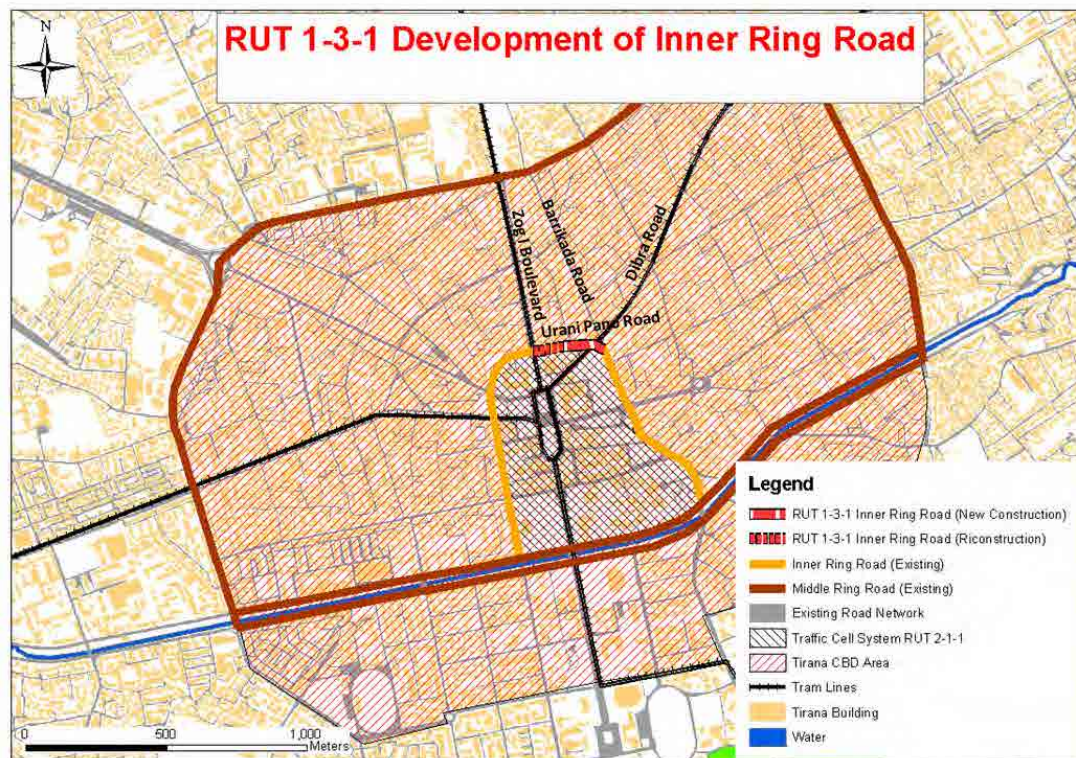 RUT 1-3-1 Development of Inner Ring Road
N
Zog I Boulevard
Barrikada Road
Dibra Road
Urani Pano Road
Legend
RUT 1-3-1 Inner Ring Road (New Construction)
RUT 1-3-1 Inner Ring Road (Riconstruction)
Inner Ring Road (Existing)
Middle Ring Road (Existing)
Existing Road Network
Traffic Cell System RUT 2-1-1
Tirana CBD Area
Tram Lines
Tirana Building
Water
0 500 1,000
Meters